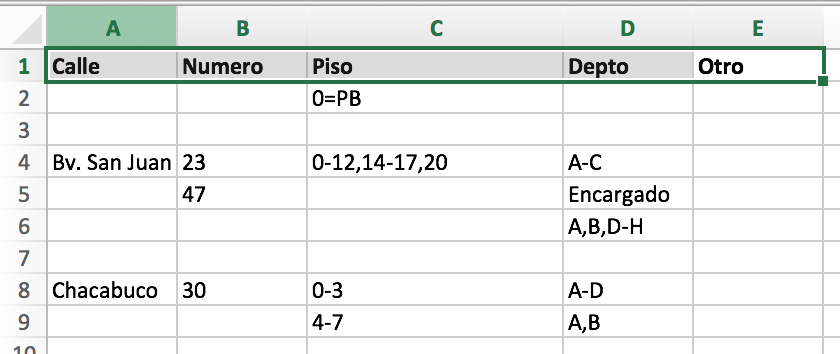 A B C D E
1 Calle Numero Piso Depto Otro
2 0=PB
3
4 Bv. San Juan 23 0-12,14-17,20 A-C
5 47 Encargado
6 A,B,D-H
7
8 Chacabuco 30 0-3 A-D
9 4-7 A,B
10